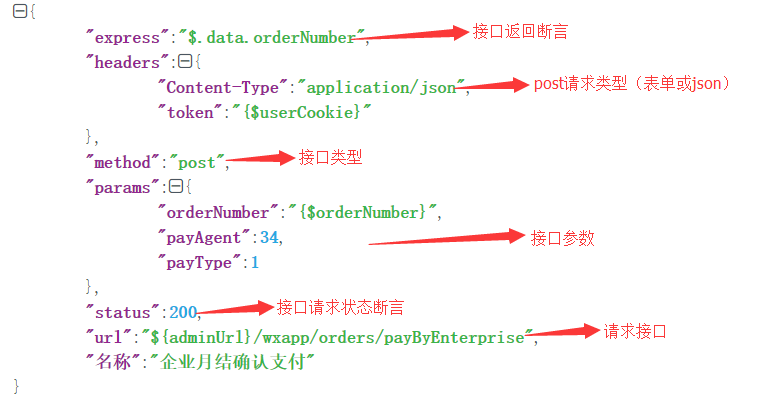 {
"express":"$.data.orderNumber", 接口返回断言
"headers":{
"Content-Type":"application/json", post请求类型（表单或json）
"token":"{$userCookie}"
},
"method":"post", 接口类型
"params":{
"orderNumber":"{$orderNumber}",
"payAgent":34, 接口参数
"payType":1
},
"status":200, 接口请求状态断言
"url":"${adminUrl}/wxapp/orders/payByEnterprise", 请求接口
"名称":"企业月结确认支付"
}